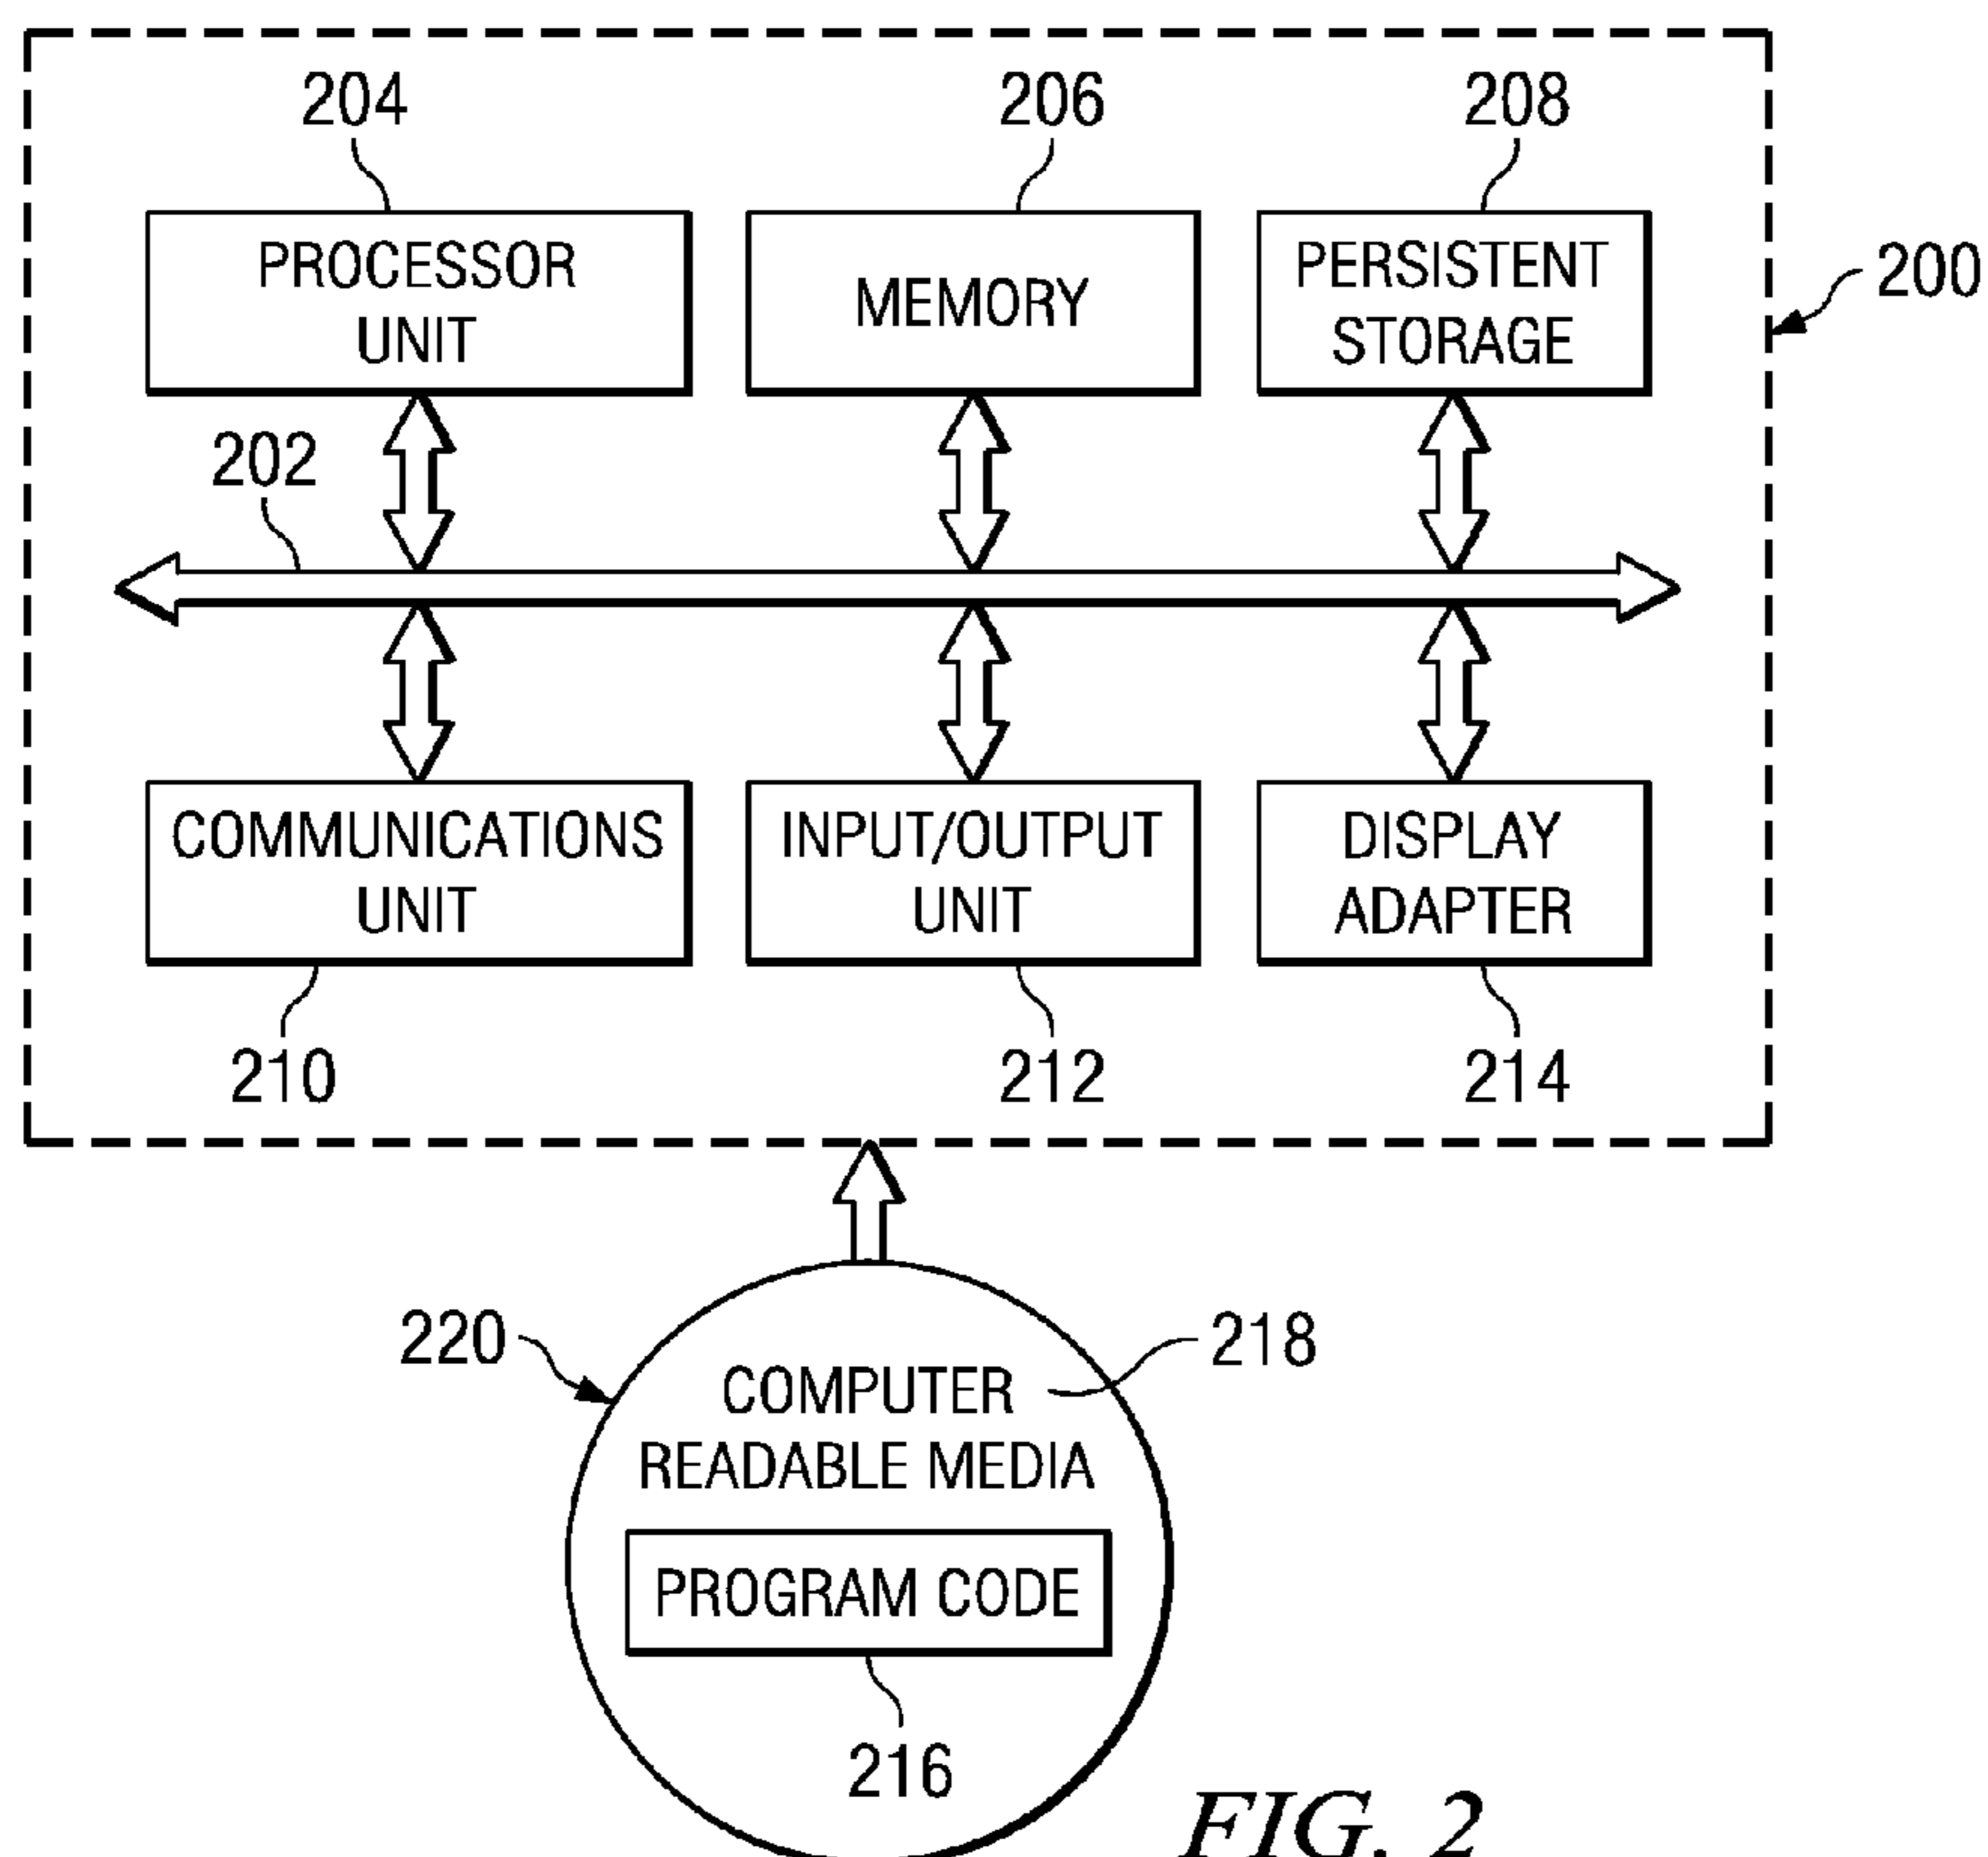 204
206
208
PROCESSOR
UNIT
MEMORY
PERSISTENT
STORAGE
200
202
COMMUNICATIONS
UNIT
INPUT/OUTPUT
UNIT
DISPLAY
ADAPTER
210
212
214
220
218
COMPUTER
READABLE MEDIA
PROGRAM CODE
216
FIG. 2